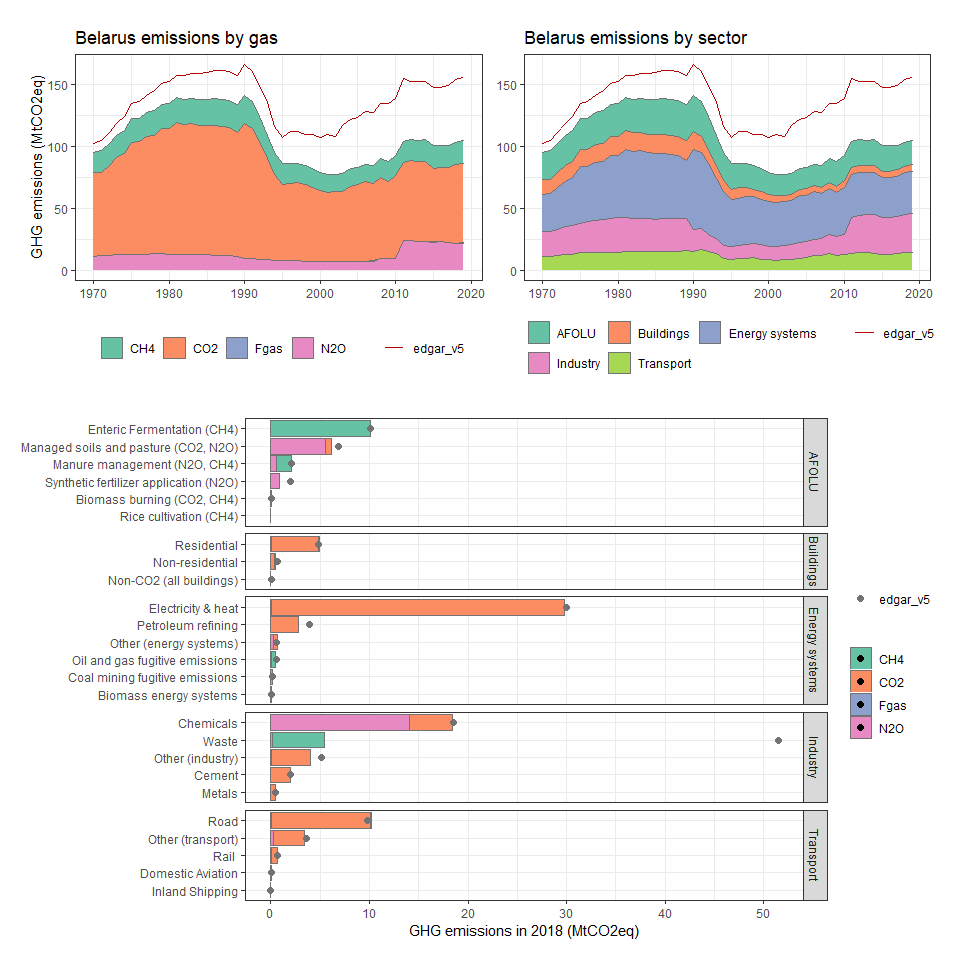 Belarus emissions by gas
GHG emissions (MtCO2eq)
150
100
50
0
1970 1980 1990 2000 2010 2020
CH4 CO2 Fgas N2O edgar_v5
Belarus emissions by sector
150
100
50
0
1970 1980 1990 2000 2010 2020
AFOLU Buildings Energy systems edgar_v5
Industry Transport
Enteric Fermentation (CH4)
Managed soils and pasture (CO2, N2O)
Manure management (N2O, CH4)
Synthetic fertilizer application (N2O)
Biomass burning (CO2, CH4)
Rice cultivation (CH4)
AFOLU
Residential
Non-residential
Non-CO2 (all buildings)
Buildings
Electricity & heat
Petroleum refining
Other (energy systems)
Oil and gas fugitive emissions
Coal mining fugitive emissions
Biomass energy systems
Energy systems
Chemicals
Waste
Other (industry)
Cement
Metals
Industry
Road
Other (transport)
Rail
Domestic Aviation
Inland Shipping
Transport
0 10 20 30 40 50
GHG emissions in 2018 (MtCO2eq)
edgar_v5
CH4
CO2
Fgas
N2O